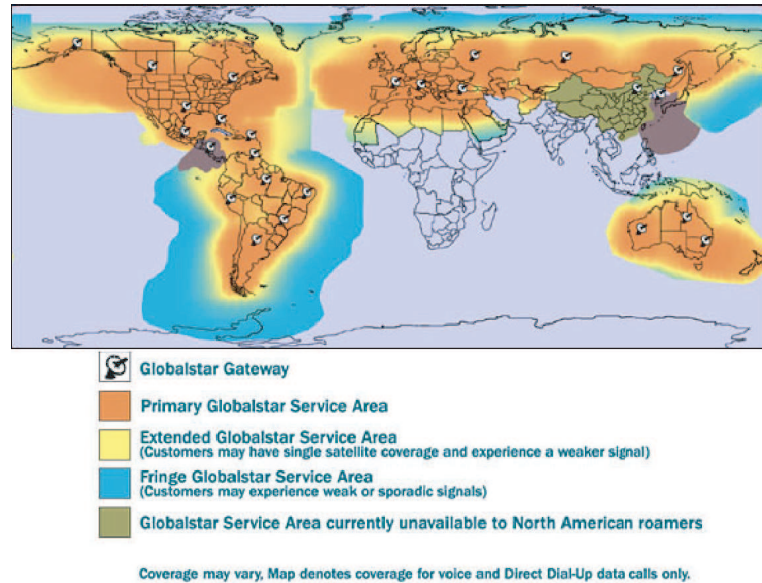 Globalstar Gateway
Primary Globalstar Service Area
Extended Globalstar Service Area
(Customers may have single satellite coverage and experience a weaker signal)
Fringe Globalstar Service Area
(Customers may experience weak or sporadic signals)
Globalstar Service Area currently unavailable to North American roamers
Coverage may vary, Map denotes coverage for voice and Direct Dial-Up data calls only.